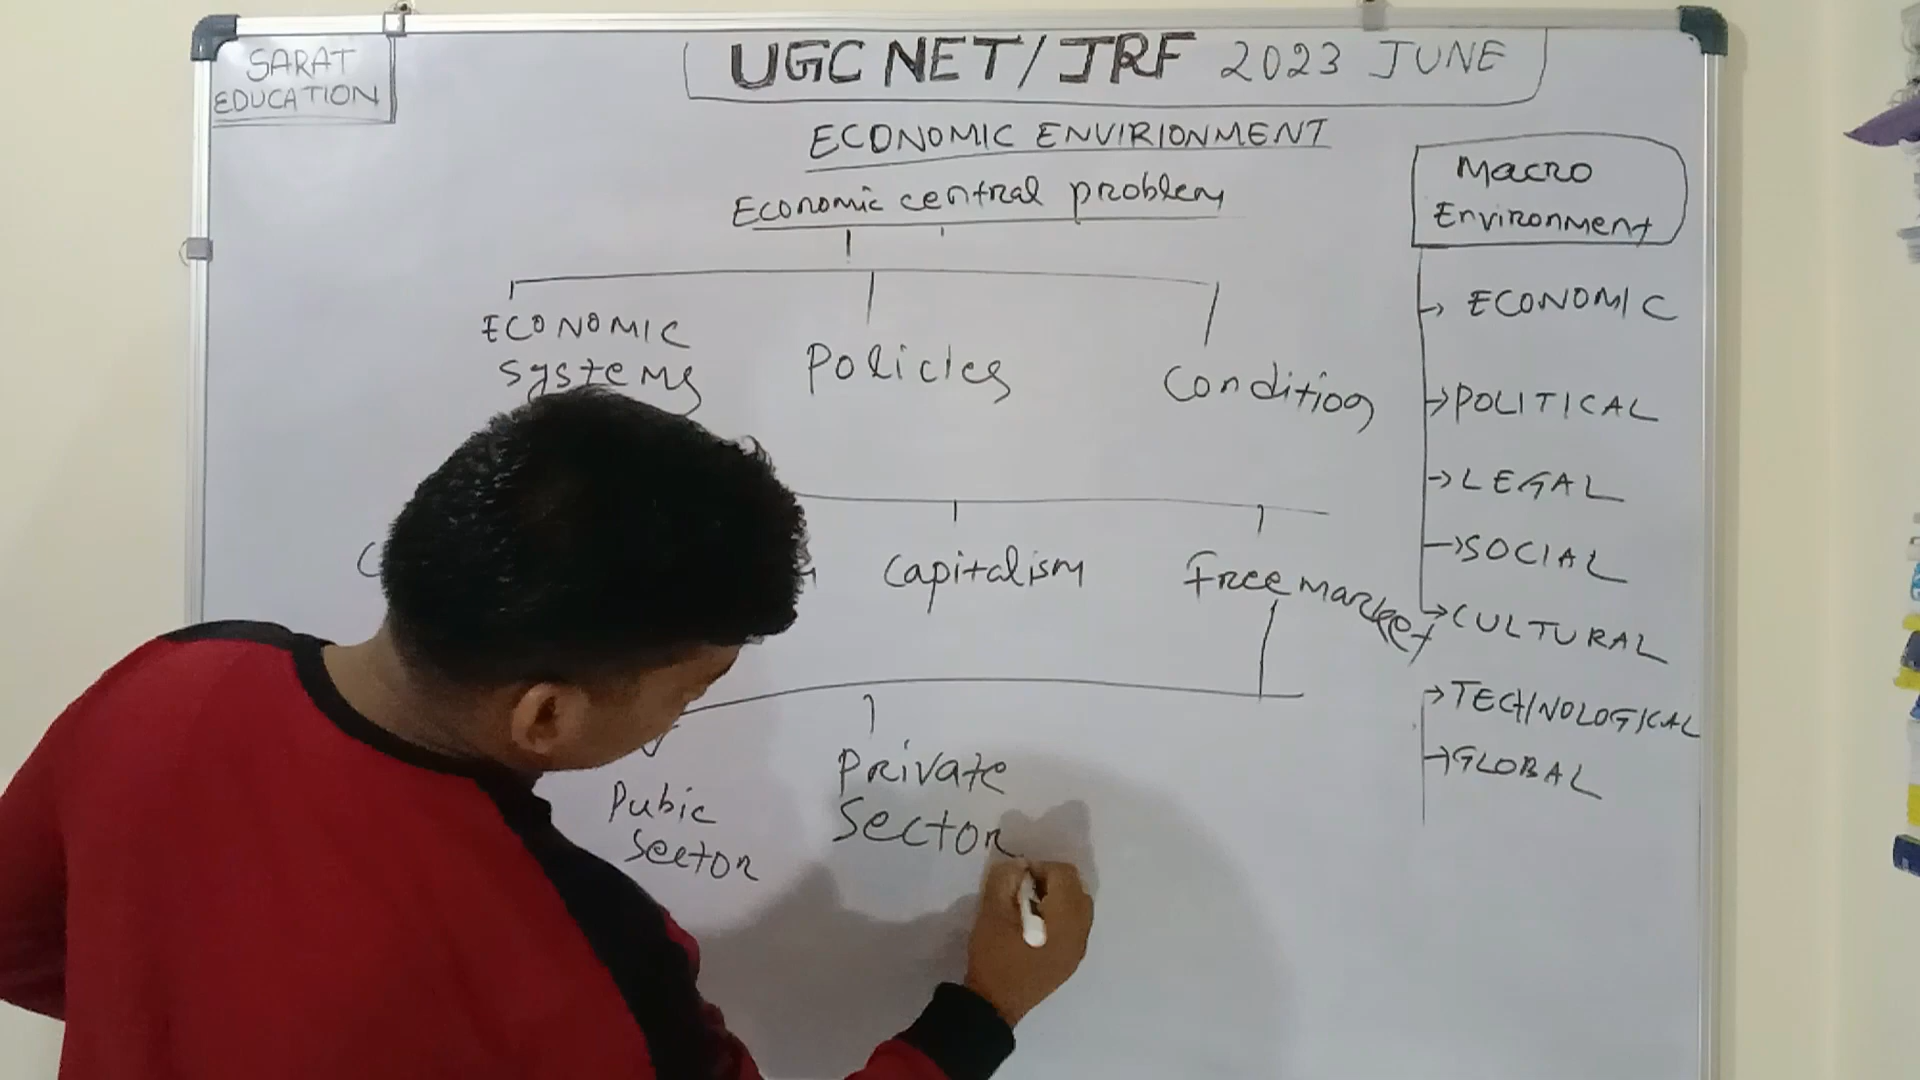 SARAT
EDUCATION
UGC NET/JRF 2023 JUNE
ECONOMIC ENVIRIONMENT
Economic central problem
ECONOMIC
systems
Policies
Condition
Capitalism
Free market
Pubic
Sector
Private
Sector
Macro
Environment
→ ECONOMIC
→ POLITICAL
→ LEGAL
→ SOCIAL
→ CULTURAL
→ TECHNOLOGICAL
→ GLOBAL